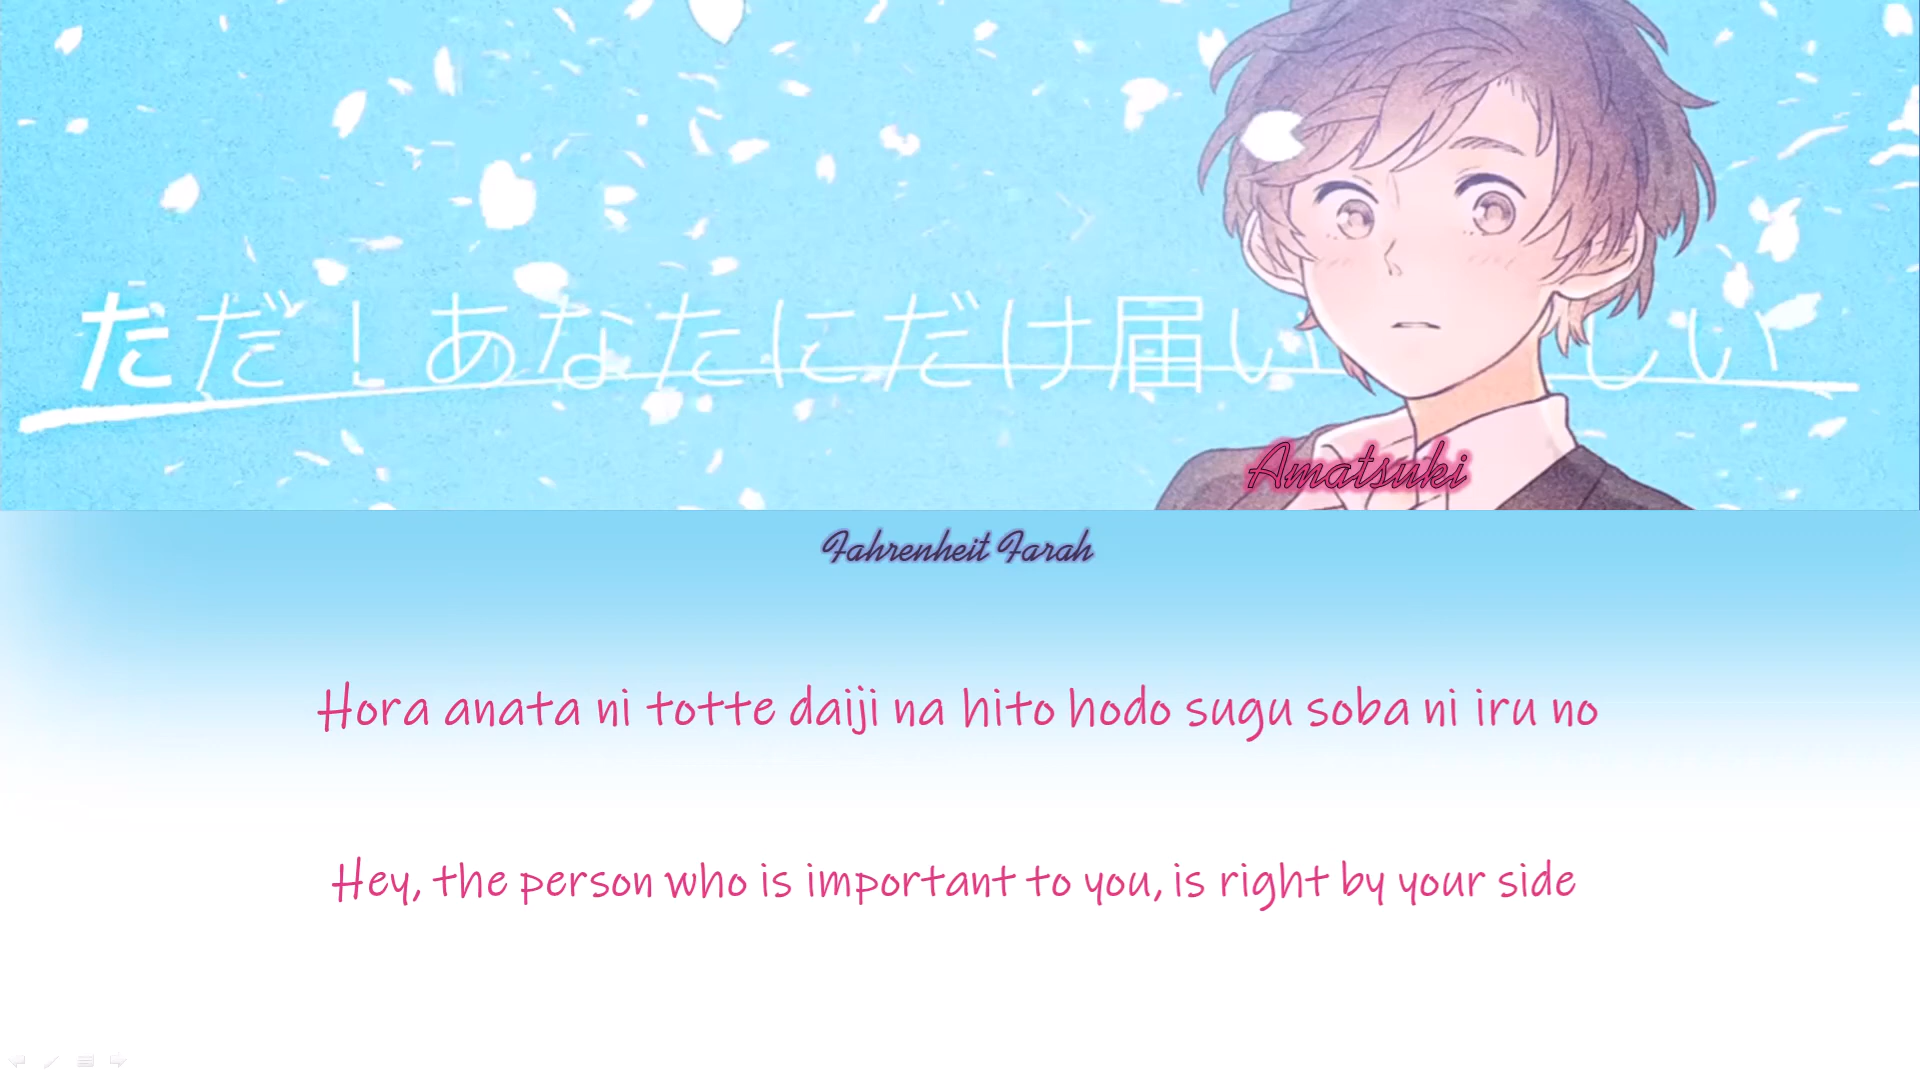 ただ！あなたにだけ届い しい
Amatsuki
Fahrenheit Farah
Hora anata ni totte daiji na hito hodo sugu soba ni iru no
Hey, the person who is important to you, is right by your side